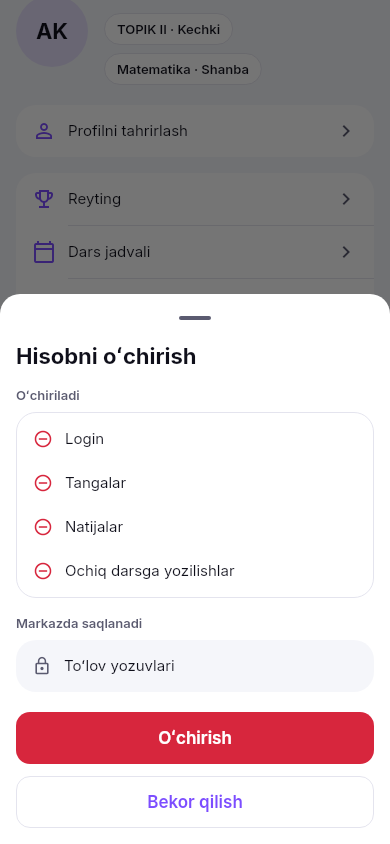 AK
TOPIK II · Kechki
Matematika · Shanba
Profilni tahrirlash
Reyting
Dars jadvali
Hisobni oʻchirish
Oʻchiriladi
Login
Tangalar
Natijalar
Ochiq darsga yozilishlar
Markazda saqlanadi
Toʻlov yozuvlari
Oʻchirish
Bekor qilish